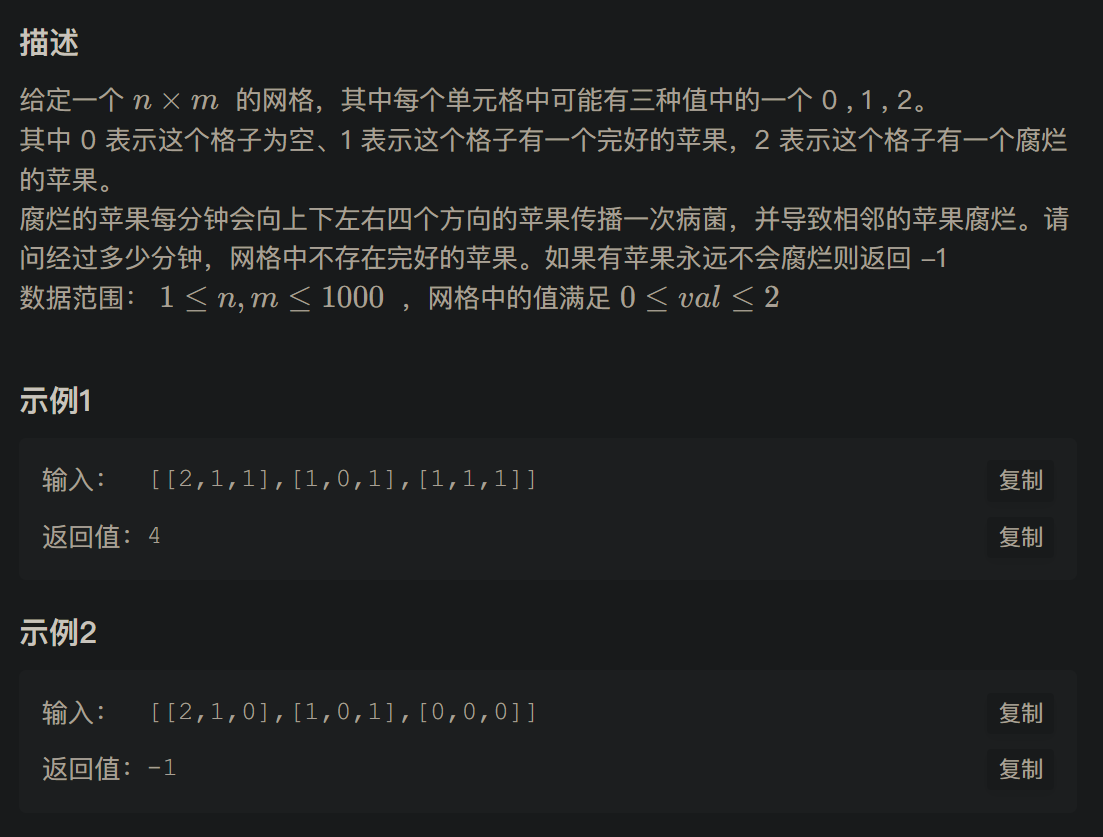 描述
给定一个 n × m 的网格，其中每个单元格中可能有三种值中的一个 0 , 1 , 2。
其中 0 表示这个格子为空、1 表示这个格子有一个完好的苹果，2 表示这个格子有一个腐烂
的苹果。
腐烂的苹果每分钟会向上下左右四个方向的苹果传播一次病菌，并导致相邻的苹果腐烂。请
问经过多少分钟，网格中不存在完好的苹果。如果有苹果永远不会腐烂则返回 –1
数据范围： 1 ≤ n, m ≤ 1000 ，网格中的值满足 0 ≤ val ≤ 2
示例1
输入： [[2,1,1],[1,0,1],[1,1,1]] 复制
返回值：4 复制
示例2
输入： [[2,1,0],[1,0,1],[0,0,0]] 复制
返回值：-1 复制